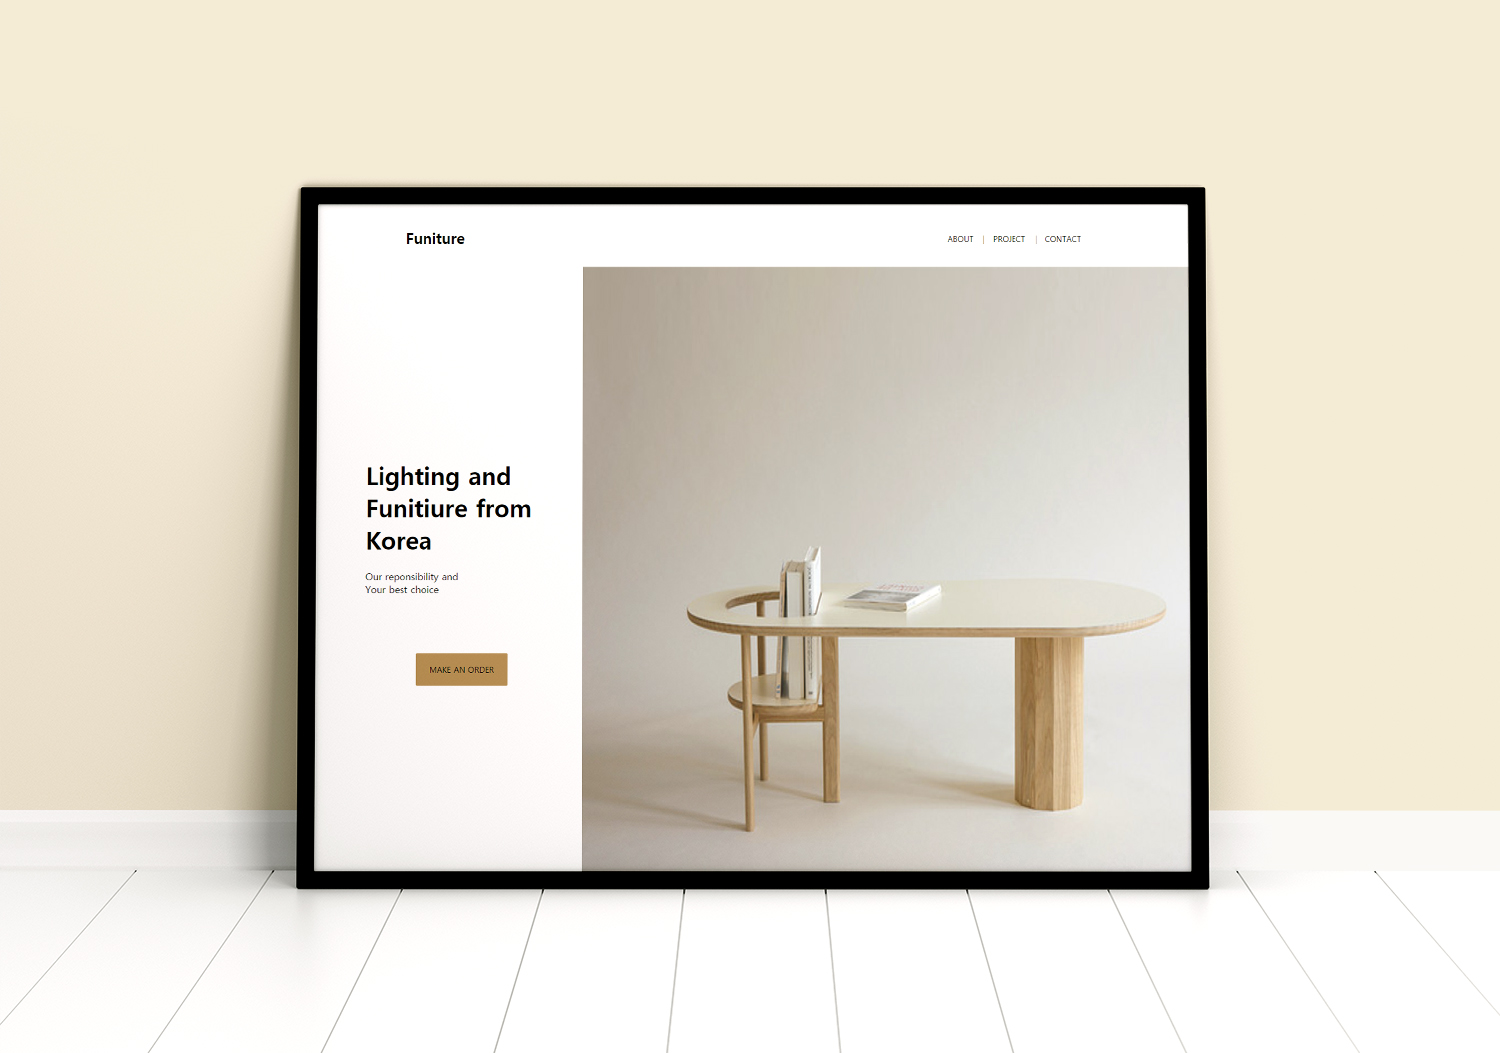 Funiture
ABOUT | PROJECT | CONTACT
Lighting and
Funitiure from
Korea
Our reponsibility and
Your best choice
MAKE AN ORDER